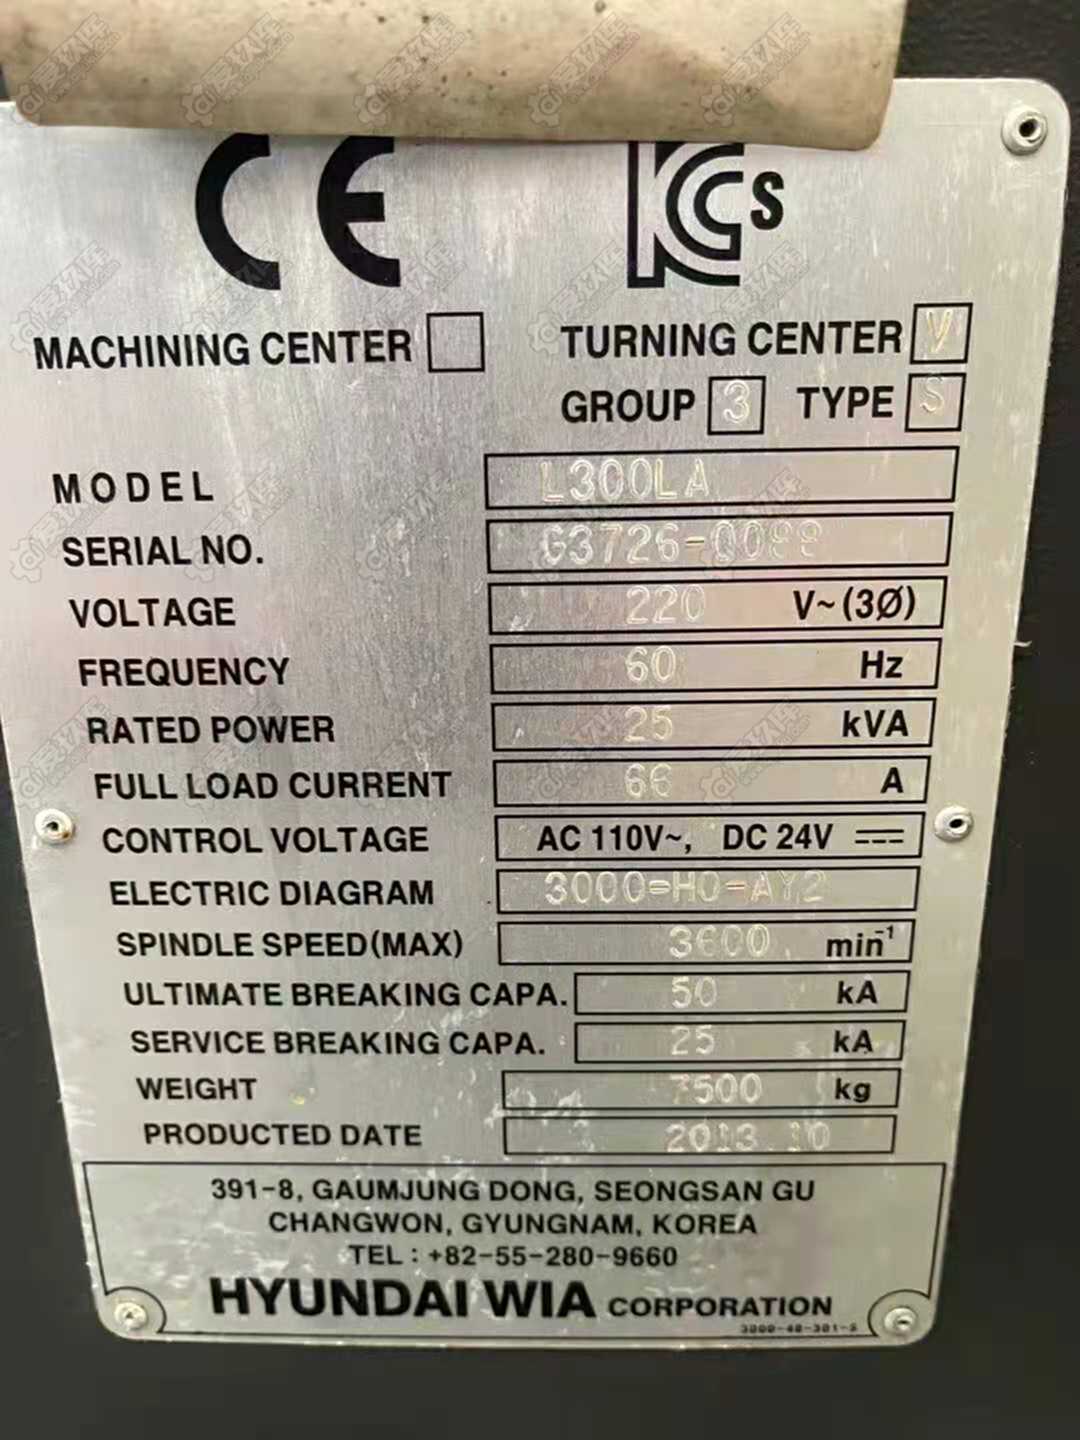 CE KCs
MACHINING CENTER TURNING CENTER V
GROUP 3 TYPE S
MODEL L300LA
SERIAL NO.
VOLTAGE 220 V~(3Ø)
FREQUENCY 60 Hz
RATED POWER 25 kVA
FULL LOAD CURRENT 66 A
CONTROL VOLTAGE AC 110V~, DC 24V
ELECTRIC DIAGRAM 3000-H0-AY2
SPINDLE SPEED(MAX) min⁻¹
ULTIMATE BREAKING CAPA. 50 kA
SERVICE BREAKING CAPA. 25 kA
WEIGHT 7500 kg
PRODUCTED DATE 2013.10
391-8, GAUMJUNG DONG, SEONGSAN GU
CHANGWON, GYUNGNAM, KOREA
TEL : +82-55-280-9660
HYUNDAI WIA CORPORATION